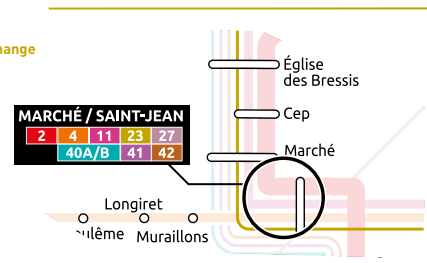 hange
Église
des Bressis
Cep
MARCHÉ / SAINT-JEAN
2 4 11 23 27
40A/B 41 42
Marché
Longiret
Muraillons